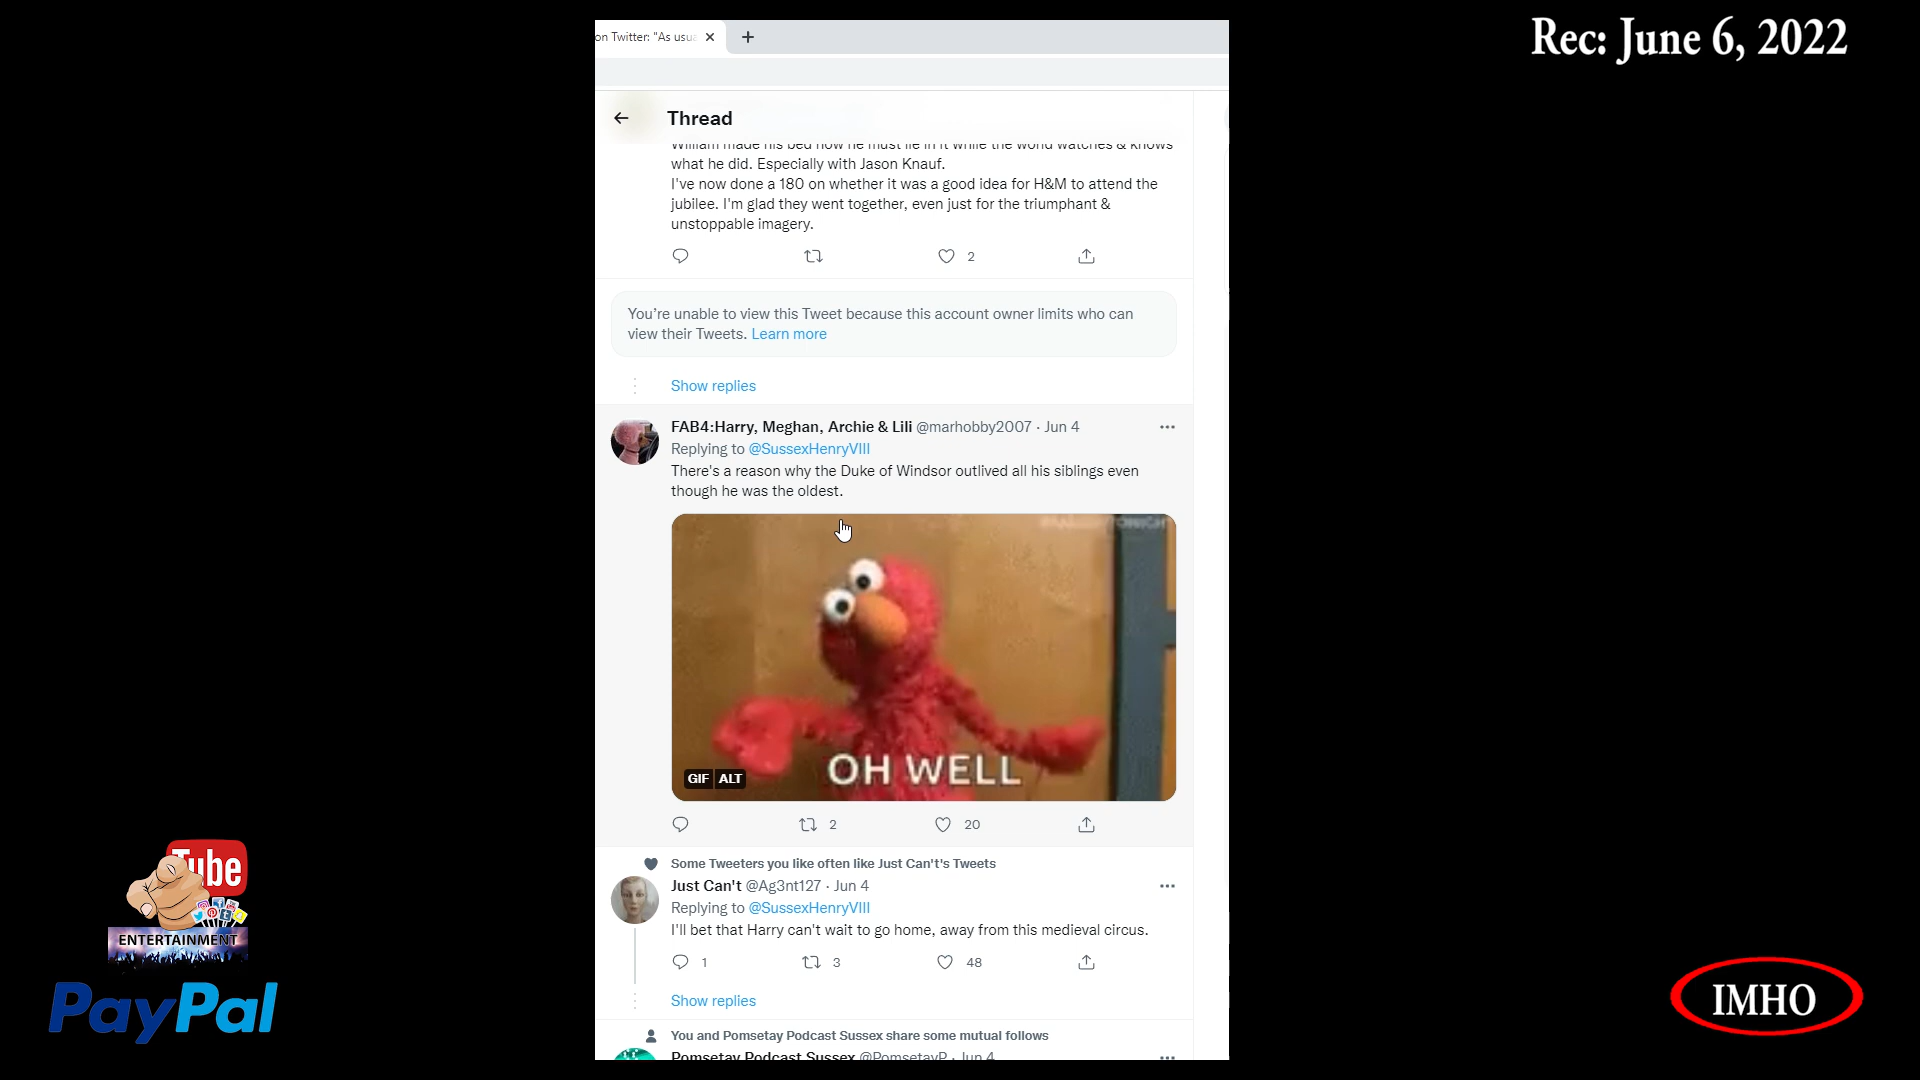 Rec: June 6, 2022
on Twitter: "As usu
Thread
William made his bed now he must lie in it while the world watches & knows
what he did. Especially with Jason Knauf.
I've now done a 180 on whether it was a good idea for H&M to attend the
jubilee. I'm glad they went together, even just for the triumphant &
unstoppable imagery.
2
You're unable to view this Tweet because this account owner limits who can
view their Tweets. Learn more
Show replies
FAB4:Harry, Meghan, Archie & Lili @marhobby2007 · Jun 4
Replying to @SussexHenryVIII
There's a reason why the Duke of Windsor outlived all his siblings even
though he was the oldest.
OH WELL
GIF ALT
2 20
Some Tweeters you like often like Just Can't's Tweets
Just Can't @Ag3nt127 · Jun 4
Replying to @SussexHenryVIII
I'll bet that Harry can't wait to go home, away from this medieval circus.
1 3 48
Show replies
You and Pomsetay Podcast Sussex share some mutual follows
Pomsetay Podcast Sussex @PomsetayP · Jun 4
Tube
ENTERTAINMENT
PayPal
IMHO